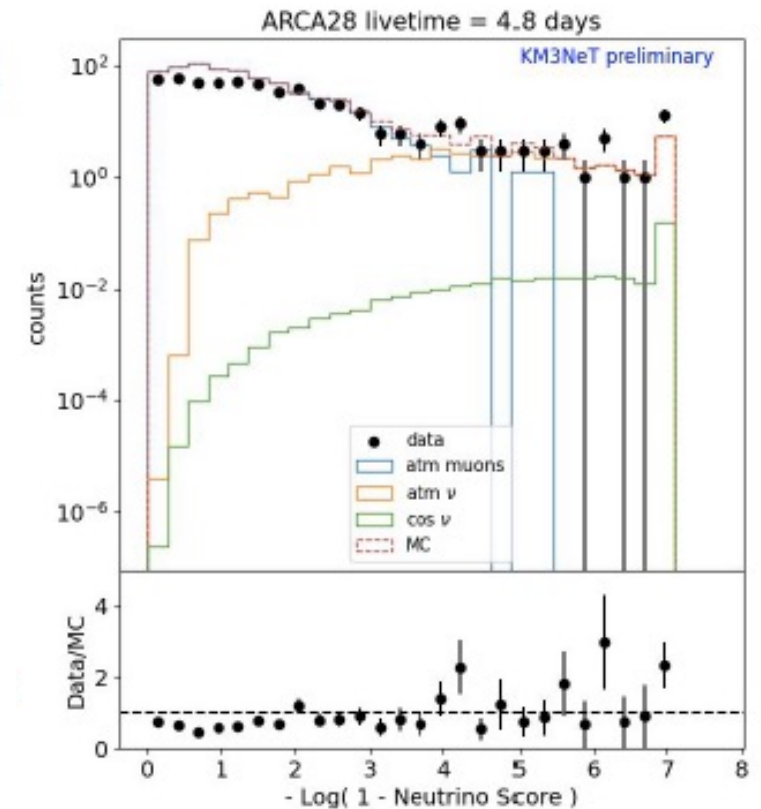 ARCA28 livetime = 4.8 days
KM3NeT preliminary
10²
10⁰
10⁻²
10⁻⁴
10⁻⁶
counts
data
atm muons
atm ν
cos ν
MC
4
2
0
Data/MC
0 1 2 3 4 5 6 7 8
- Log( 1 - Neutrino Score )